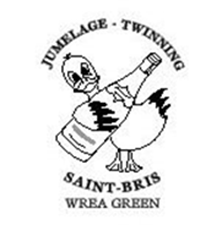 JUMELAGE - TWINNING
SAINT-BRIS
WREA GREEN